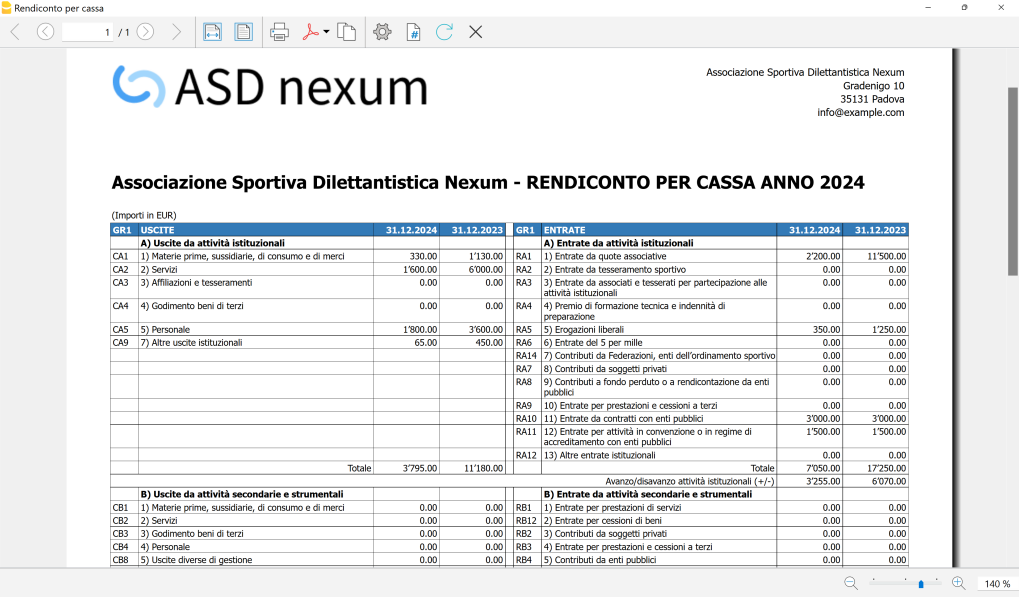 Rendiconto per cassa
1 / 1
ASD nexum
Associazione Sportiva Dilettantistica Nexum
Gradenigo 10
35131 Padova
info@example.com
Associazione Sportiva Dilettantistica Nexum - RENDICONTO PER CASSA ANNO 2024
(Importi in EUR)
GR1 USCITE 31.12.2024 31.12.2023 GR1 ENTRATE 31.12.2024 31.12.2023
A) Uscite da attività istituzionali A) Entrate da attività istituzionali
CA1 1) Materie prime, sussidiarie, di consumo e di merci 330.00 1'130.00 RA1 1) Entrate da quote associative 2'200.00 11'500.00
CA2 2) Servizi 1'600.00 6'000.00 RA2 2) Entrate da tesseramento sportivo 0.00 0.00
CA3 3) Affiliazioni e tesseramenti 0.00 0.00 RA3 3) Entrate da associati e tesserati per partecipazione alle 0.00 0.00
attività istituzionali
CA4 4) Godimento beni di terzi 0.00 0.00 RA4 4) Premio di formazione tecnica e indennità di 0.00 0.00
preparazione
CA5 5) Personale 1'800.00 3'600.00 RA5 5) Erogazioni liberali 350.00 1'250.00
CA9 7) Altre uscite istituzionali 65.00 450.00 RA6 6) Entrate del 5 per mille 0.00 0.00
RA14 7) Contributi da Federazioni, enti dell'ordinamento sportivo 0.00 0.00
RA7 8) Contributi da soggetti privati 0.00 0.00
RA8 9) Contributi a fondo perduto o a rendicontazione da enti 0.00 0.00
pubblici
RA9 10) Entrate per prestazioni e cessioni a terzi 0.00 0.00
RA10 11) Entrate da contratti con enti pubblici 3'000.00 3'000.00
RA11 12) Entrate per attività in convenzione o in regime di 1'500.00 1'500.00
accreditamento con enti pubblici
RA12 13) Altre entrate istituzionali 0.00 0.00
Totale 3'795.00 11'180.00 Totale 7'050.00 17'250.00
Avanzo/disavanzo attività istituzionali (+/-) 3'255.00 6'070.00
B) Uscite da attività secondarie e strumentali B) Entrate da attività secondarie e strumentali
CB1 1) Materie prime, sussidiarie, di consumo e di merci 0.00 0.00 RB1 1) Entrate per prestazioni di servizi 0.00 0.00
CB2 2) Servizi 0.00 0.00 RB12 2) Entrate per cessioni di beni 0.00 0.00
CB3 3) Godimento beni di terzi 0.00 0.00 RB2 3) Contributi da soggetti privati 0.00 0.00
CB4 4) Personale 0.00 0.00 RB3 4) Entrate per prestazioni e cessioni a terzi 0.00 0.00
CB8 5) Uscite diverse di gestione 0.00 0.00 RB4 5) Contributi da enti pubblici 0.00 0.00
140 %